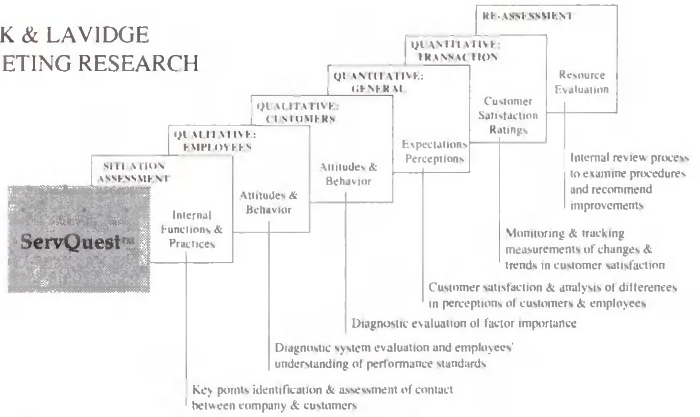 K & LAVIDGE
ETING RESEARCH
RE-ASSESSMENT
Resource
Evaluation
QUANTITATIVE:
TRANSACTION
Customer
Satisfaction
Ratings
QUANTITATIVE:
GENERAL
Expectations
Perceptions
QUALITATIVE:
CUSTOMERS
Attitudes &
Behavior
QUALITATIVE:
EMPLOYEES
Attitudes &
Behavior
SITUATION
ASSESSMENT
Internal
Functions &
Practices
ServQuest™
Internal review process
to examine procedures
and recommend
improvements
Monitoring & tracking
measurements of changes &
trends in customer satisfaction
Customer satisfaction & analysis of differences
in perceptions of customers & employees
Diagnostic evaluation of factor importance
Diagnostic system evaluation and employees'
understanding of performance standards
Key points identification & assessment of contact
between company & customers